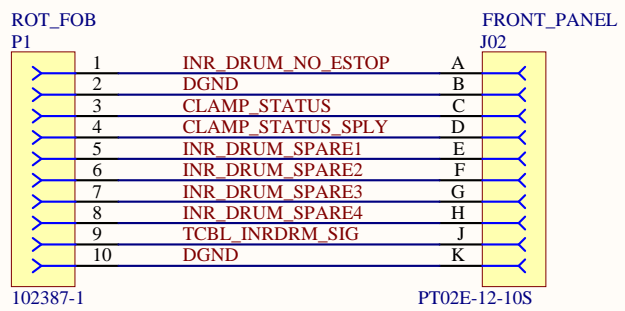 ROT_FOB FRONT_PANEL
P1 J02
1 INR_DRUM_NO_ESTOP A
2 DGND B
3 CLAMP_STATUS C
4 CLAMP_STATUS_SPLY D
5 INR_DRUM_SPARE1 E
6 INR_DRUM_SPARE2 F
7 INR_DRUM_SPARE3 G
8 INR_DRUM_SPARE4 H
9 TCBL_INRDRM_SIG J
10 DGND K
102387-1 PT02E-12-10S